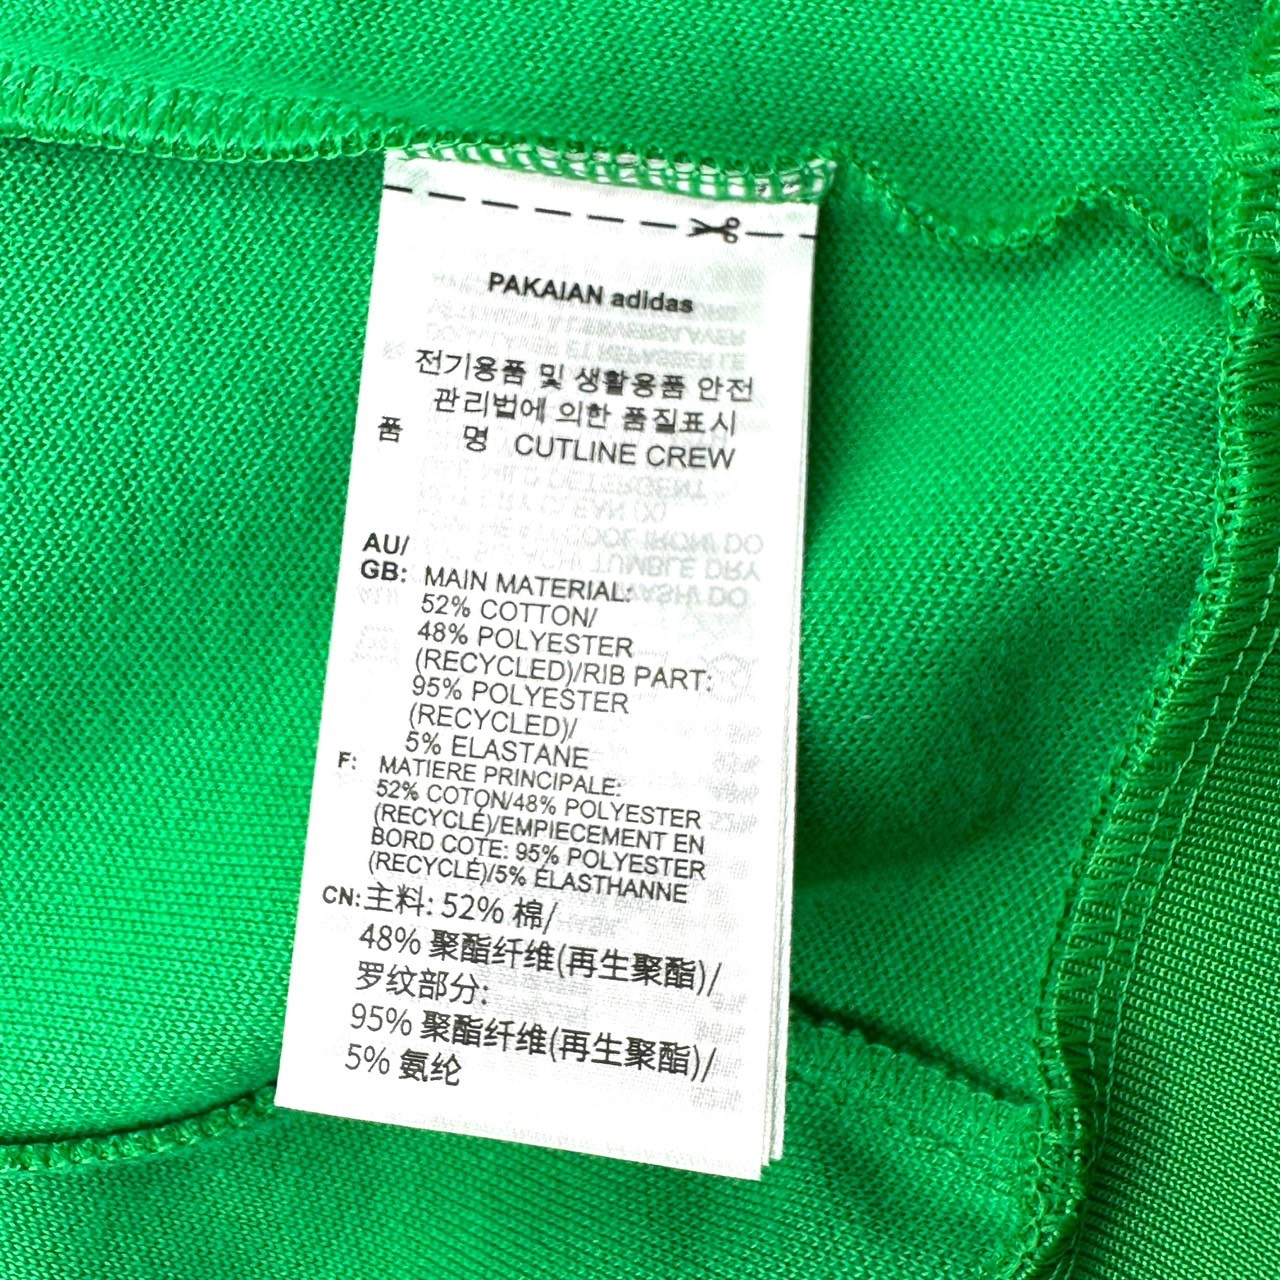 PAKAIAN adidas
전기용품 및 생활용품 안전
관리법에 의한 품질표시
품 명 CUTLINE CREW
AU/
GB: MAIN MATERIAL:
52% COTTON/
48% POLYESTER
(RECYCLED)/RIB PART:
95% POLYESTER
(RECYCLED)/
5% ELASTANE
F: MATIERE PRINCIPALE:
52% COTON/48% POLYESTER
(RECYCLÉ)/EMPIECEMENT EN
BORD COTE: 95% POLYESTER
(RECYCLÉ)/5% ÉLASTHANNE
CN: 主料: 52% 棉/
48% 聚酯纤维(再生聚酯)/
罗纹部分:
95% 聚酯纤维(再生聚酯)/
5% 氨纶